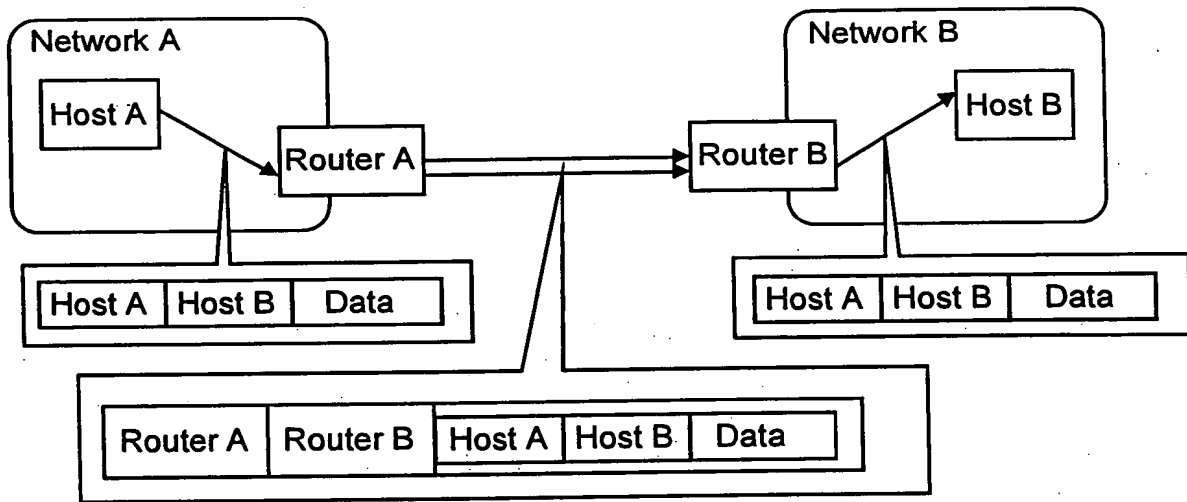 Network A
Network B
Host A
Host B
Router A
Router B
Host A Host B Data
Host A Host B Data
Router A Router B Host A Host B Data